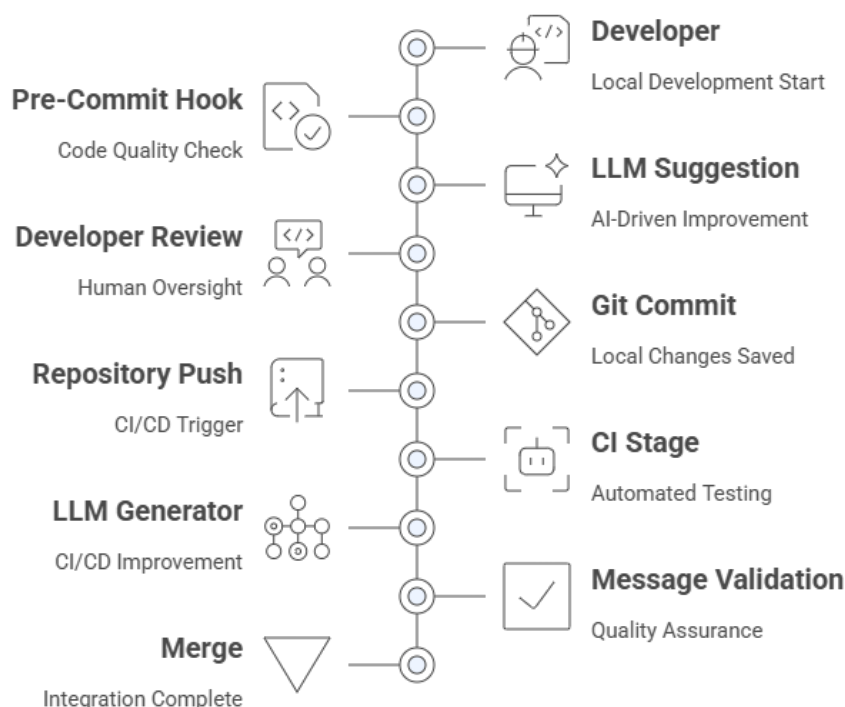 Developer
Local Development Start
Pre-Commit Hook
Code Quality Check
LLM Suggestion
AI-Driven Improvement
Developer Review
Human Oversight
Git Commit
Local Changes Saved
Repository Push
CI/CD Trigger
CI Stage
Automated Testing
LLM Generator
CI/CD Improvement
Message Validation
Quality Assurance
Merge
Integration Complete